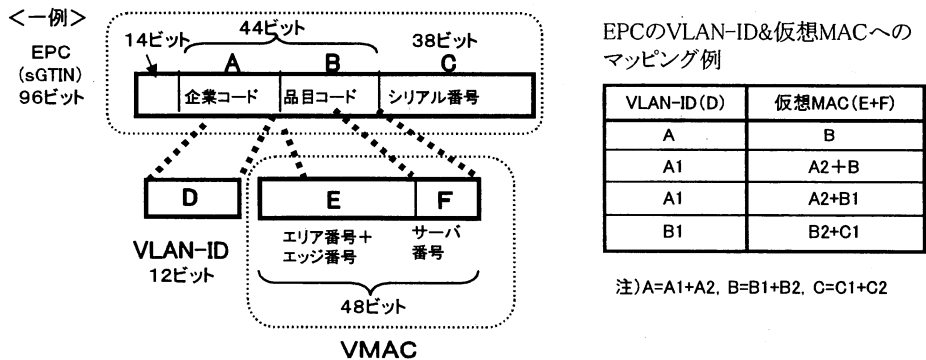 <一例>
EPC
(sGTIN)
96ビット
14ビット
44ビット
38ビット
A
B
C
企業コード
品目コード
シリアル番号
D
E
F
VLAN-ID
12ビット
エリア番号+
エッジ番号
サーバ
番号
48ビット
VMAC
EPCのVLAN-ID&仮想MACへの
マッピング例
VLAN-ID(D) 仮想MAC(E+F)
A B
A1 A2+B
A1 A2+B1
B1 B2+C1
注)A=A1+A2, B=B1+B2, C=C1+C2